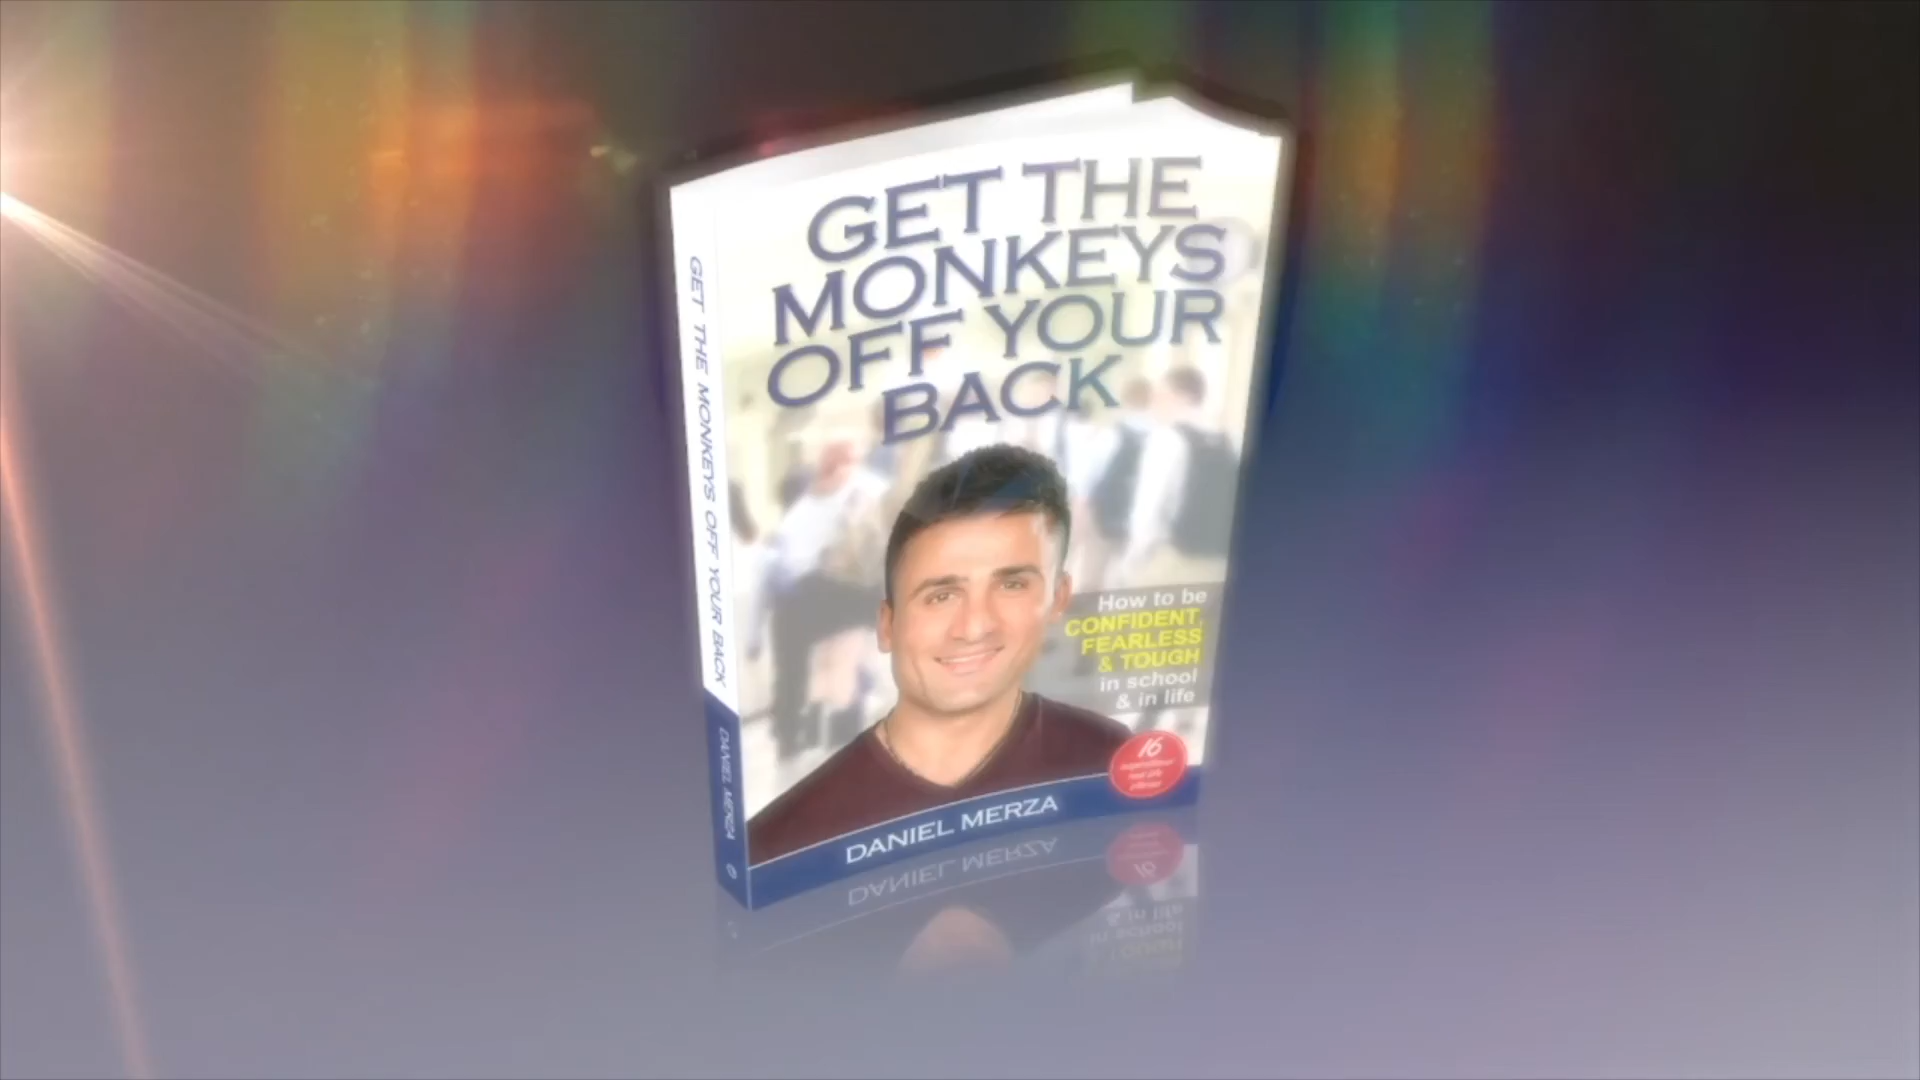 GET THE
MONKEYS
OFF YOUR
BACK
How to be
CONFIDENT,
FEARLESS
& TOUGH
in school
& in life
16
DANIEL MERZA
GET THE MONKEYS OFF YOUR BACK
DANIEL MERZA